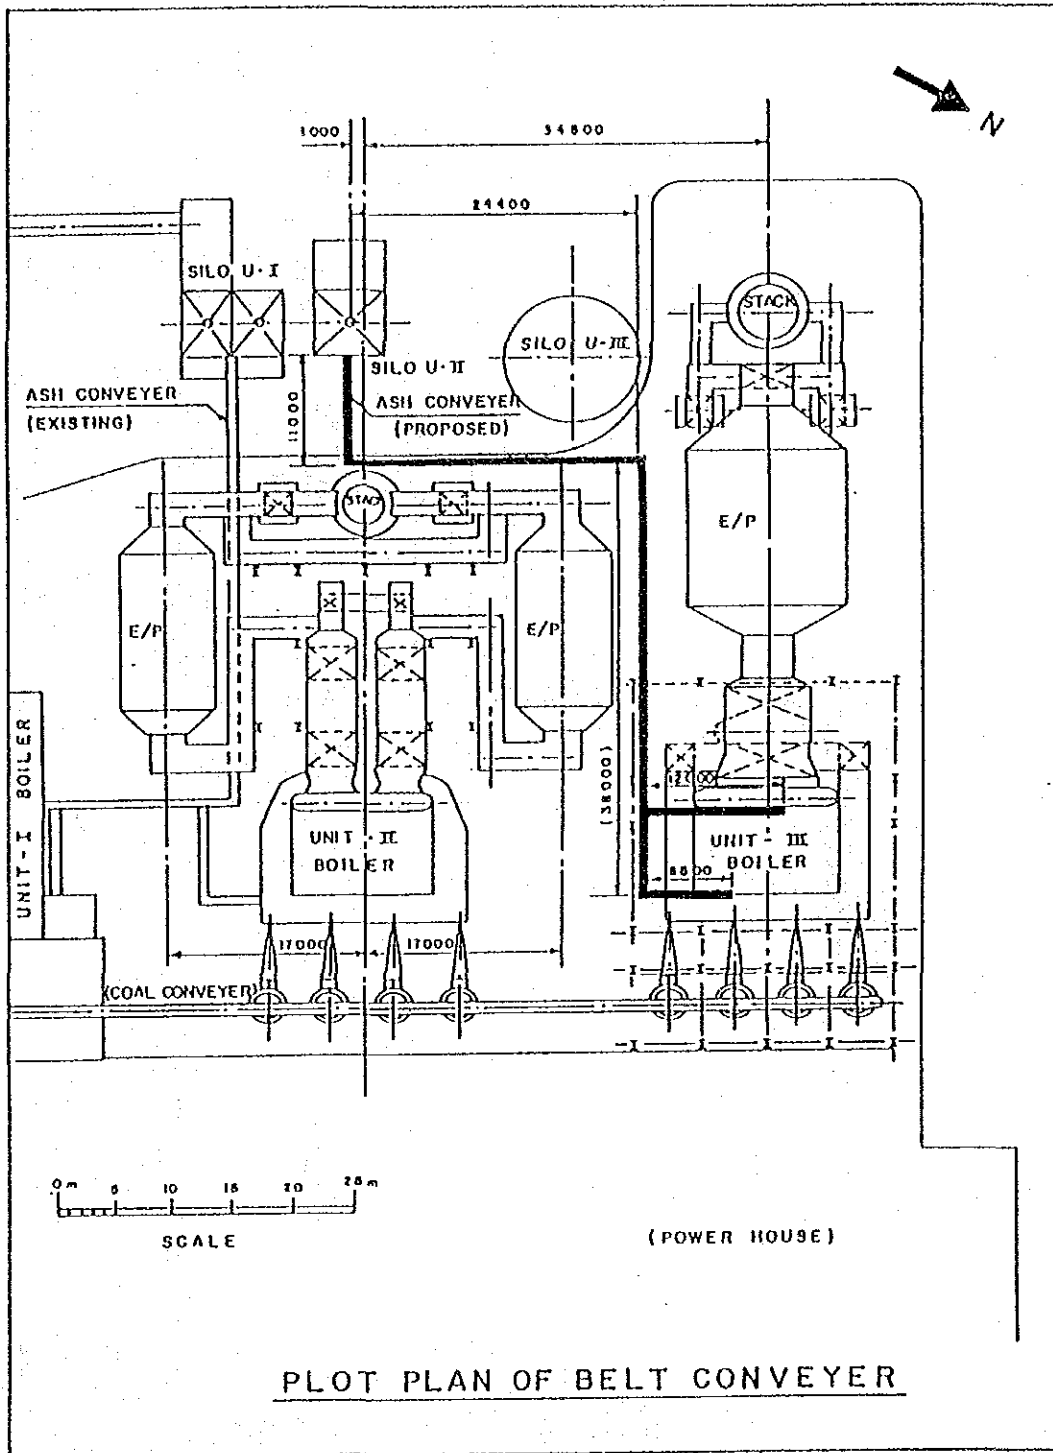 N
1000
34800
24400
SILO U-I
STACK
SILO U-III
SILO U-II
ASH CONVEYER
(EXISTING)
11000
ASH CONVEYER
(PROPOSED)
STACK
E/P
E/P
E/P
(38000)
UNIT-I BOILER
UNIT-II
BOILER
UNIT-III
BOILER
17000
17000
(COAL CONVEYER)
0m 5 10 15 20 25m
SCALE
(POWER HOUSE)
PLOT PLAN OF BELT CONVEYER